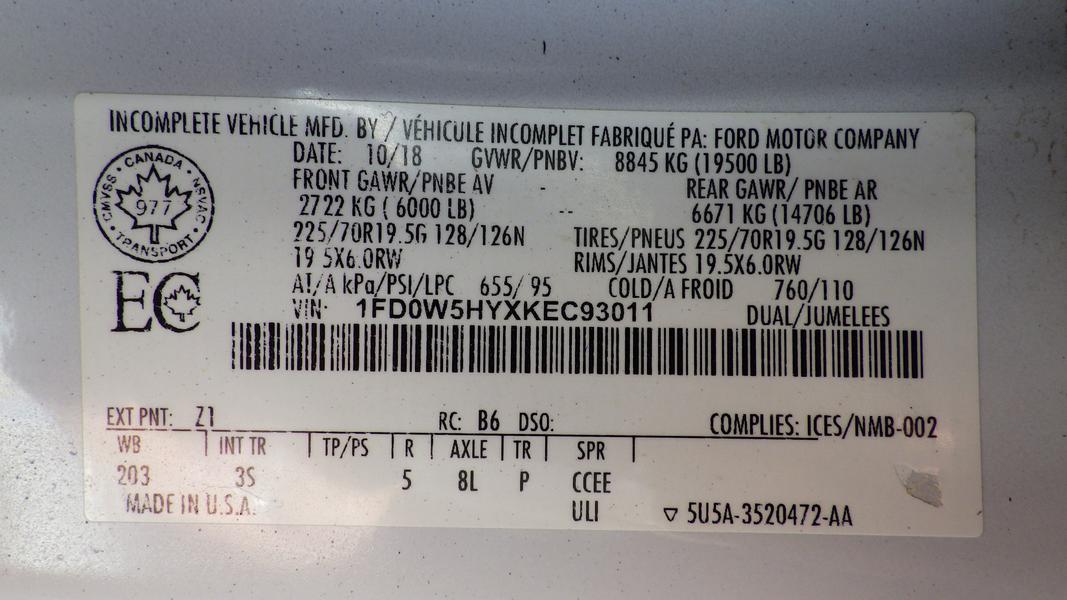 INCOMPLETE VEHICLE MFD. BY / VÉHICULE INCOMPLET FABRIQUÉ PA: FORD MOTOR COMPANY
DATE: 10/18 GVWR/PNBV: 8845 KG (19500 LB)
FRONT GAWR/PNBE AV - REAR GAWR/ PNBE AR
2722 KG ( 6000 LB) -- 6671 KG (14706 LB)
225/70R19.5G 128/126N TIRES/PNEUS 225/70R19.5G 128/126N
19 5X6.0RW RIMS/JANTES 19.5X6.0RW
AT/A kPa/PSI/LPC 655/ 95 COLD/A FROID 760/110
VIN: 1FD0W5HYXKEC93011 DUAL/JUMELEES
CANADA
CMVSS 977 NSVAC
TRANSPORT
EC
EXT PNT: Z1 RC: B6 DSO: COMPLIES: ICES/NMB-002
WB INT TR TP/PS R AXLE TR SPR
203 3S 5 8L P CCEE
MADE IN U.S.A. ULI ▽ 5U5A-3520472-AA